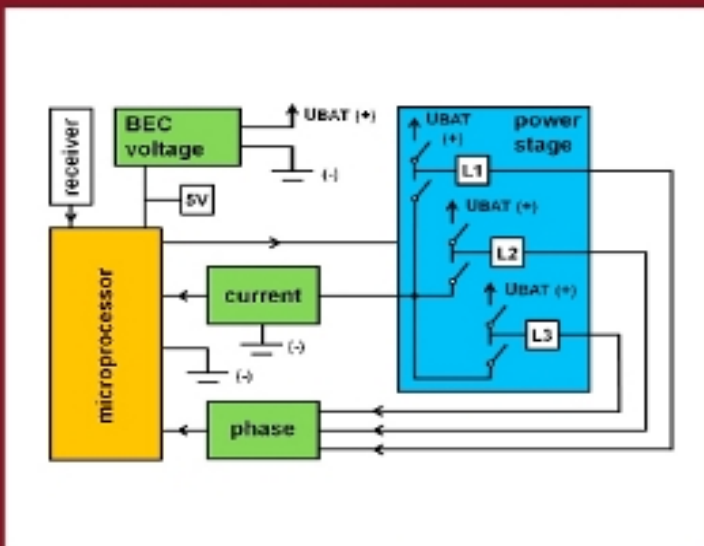 receiver
BEC
voltage
UBAT (+)
(-)
5V
UBAT
(+)
power
stage
L1
UBAT (+)
L2
UBAT (+)
L3
microprocessor
current
(-)
(-)
phase